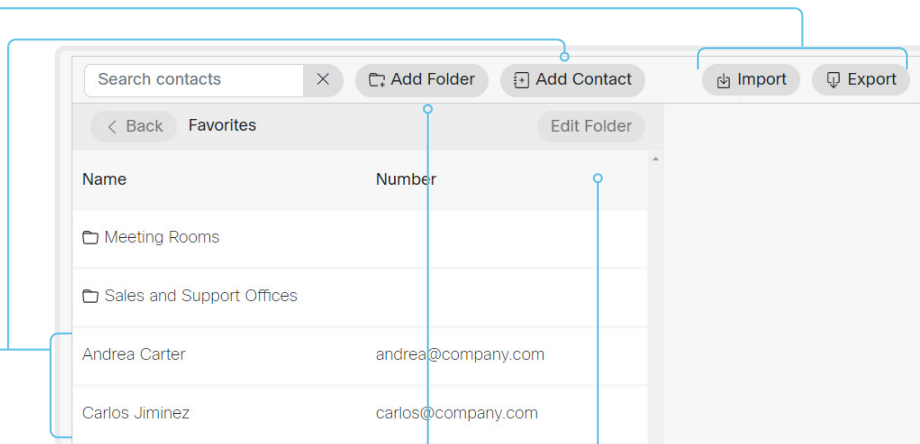 Search contacts Add Folder Add Contact Import Export
Back Favorites Edit Folder
Name Number
Meeting Rooms
Sales and Support Offices
Andrea Carter andrea@company.com
Carlos Jiminez carlos@company.com